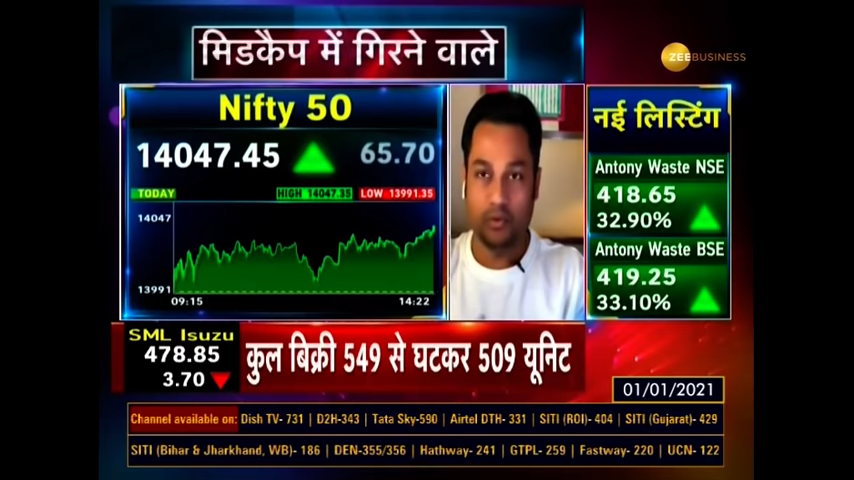 मिडकैप में गिरने वाले
ZEEBUSINESS
Nifty 50
14047.45 65.70
TODAY HIGH 14047.35 LOW 13991.35
14047
13991
09:15 14:22
नई लिस्टिंग
Antony Waste NSE
418.65
32.90%
Antony Waste BSE
419.25
33.10%
SML Isuzu
478.85
3.70
कुल बिक्री 549 से घटकर 509 यूनिट
01/01/2021
Channel available on: Dish TV- 731 | D2H-343 | Tata Sky-590 | Airtel DTH- 331 | SITI (ROI)- 404 | SITI (Gujarat)- 429
SITI (Bihar & Jharkhand, WB)- 186 | DEN-355/356 | Hathway- 241 | GTPL- 259 | Fastway- 220 | UCN- 122